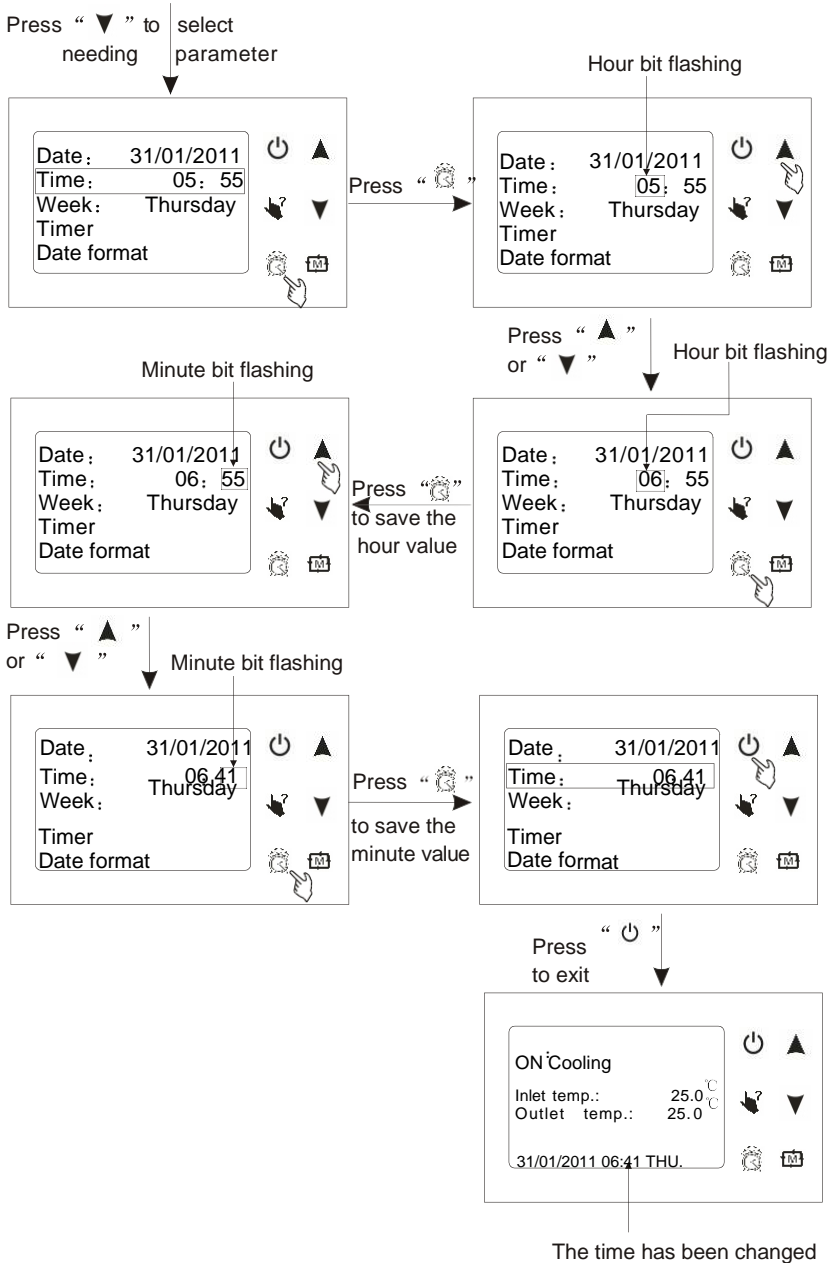 Press “ ▼ ” to select
needing parameter
Date： 31/01/2011
Time： 05：55
Week： Thursday
Timer
Date format
M
Press “ ”
Hour bit flashing
Date： 31/01/2011
Time： 05：55
Week： Thursday
Timer
Date format
M
Press “ ▲ ”
or “ ▼ ”
Hour bit flashing
Date： 31/01/2011
Time： 06：55
Week： Thursday
Timer
Date format
M
Press “ ”
to save the
hour value
Minute bit flashing
Date： 31/01/2011
Time： 06：55
Week： Thursday
Timer
Date format
M
Press “ ▲ ”
or “ ▼ ”
Minute bit flashing
Date： 31/01/2011
Time： 06.41
Week： Thursday
Timer
Date format
M
Press “ ”
to save the
minute value
Date： 31/01/2011
Time： 06.41
Week： Thursday
Timer
Date format
M
Press “ ⏻ ”
to exit
ON Cooling
Inlet temp.: 25.0 ℃
Outlet temp.: 25.0 ℃
31/01/2011 06:41 THU.
M
The time has been changed